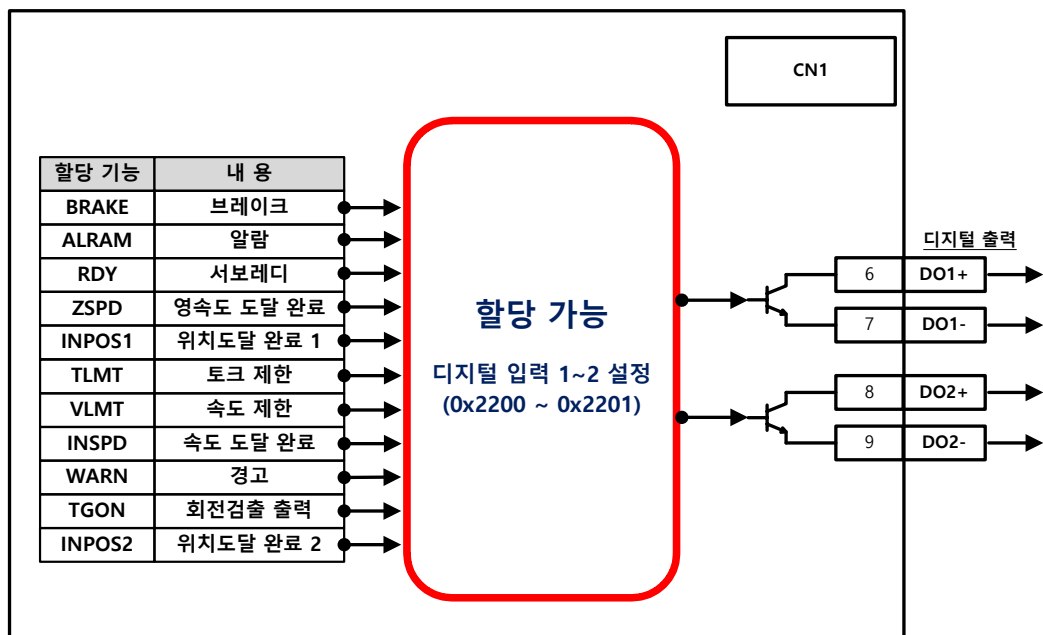 CN1
할당 기능 내 용
BRAKE 브레이크
ALRAM 알람
RDY 서보레디
ZSPD 영속도 도달 완료
INPOS1 위치도달 완료 1
TLMT 토크 제한
VLMT 속도 제한
INSPD 속도 도달 완료
WARN 경고
TGON 회전검출 출력
INPOS2 위치도달 완료 2
할당 가능
디지털 입력 1~2 설정
(0x2200 ~ 0x2201)
디지털 출력
6 DO1+
7 DO1-
8 DO2+
9 DO2-